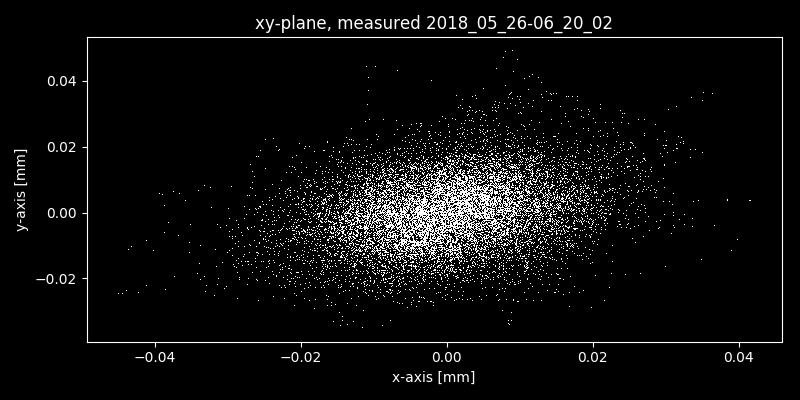 xy-plane, measured 2018_05_26-06_20_02
0.04
0.02
0.00
−0.02
y-axis [mm]
−0.04 −0.02 0.00 0.02 0.04
x-axis [mm]